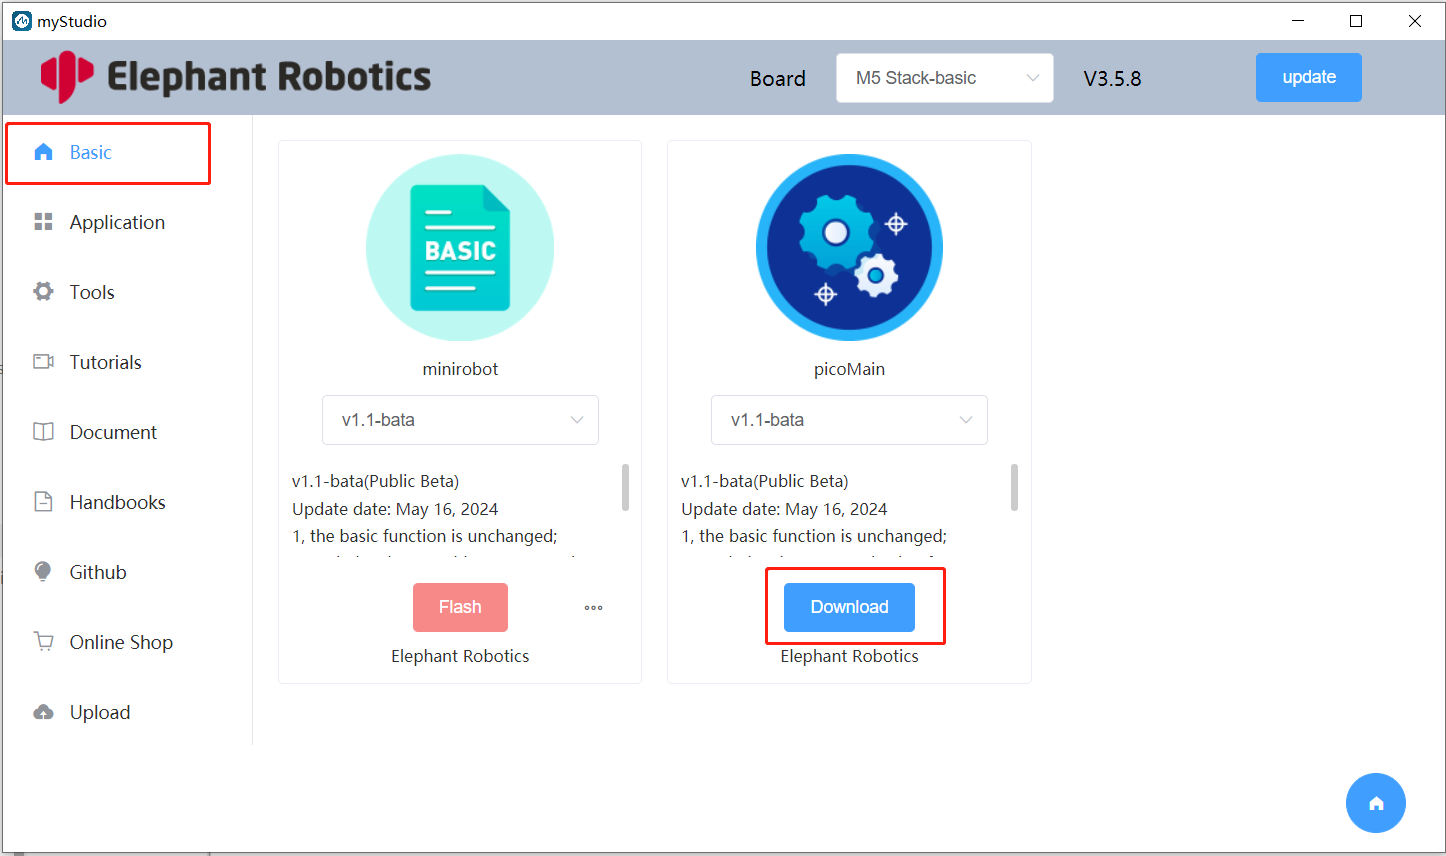 myStudio
Elephant Robotics
Board
M5 Stack-basic
V3.5.8
update
Basic
Application
Tools
Tutorials
Document
Handbooks
Github
Online Shop
Upload
BASIC
minirobot
v1.1-bata
v1.1-bata(Public Beta)
Update date: May 16, 2024
1, the basic function is unchanged;
Flash
Elephant Robotics
picoMain
v1.1-bata
v1.1-bata(Public Beta)
Update date: May 16, 2024
1, the basic function is unchanged;
Download
Elephant Robotics